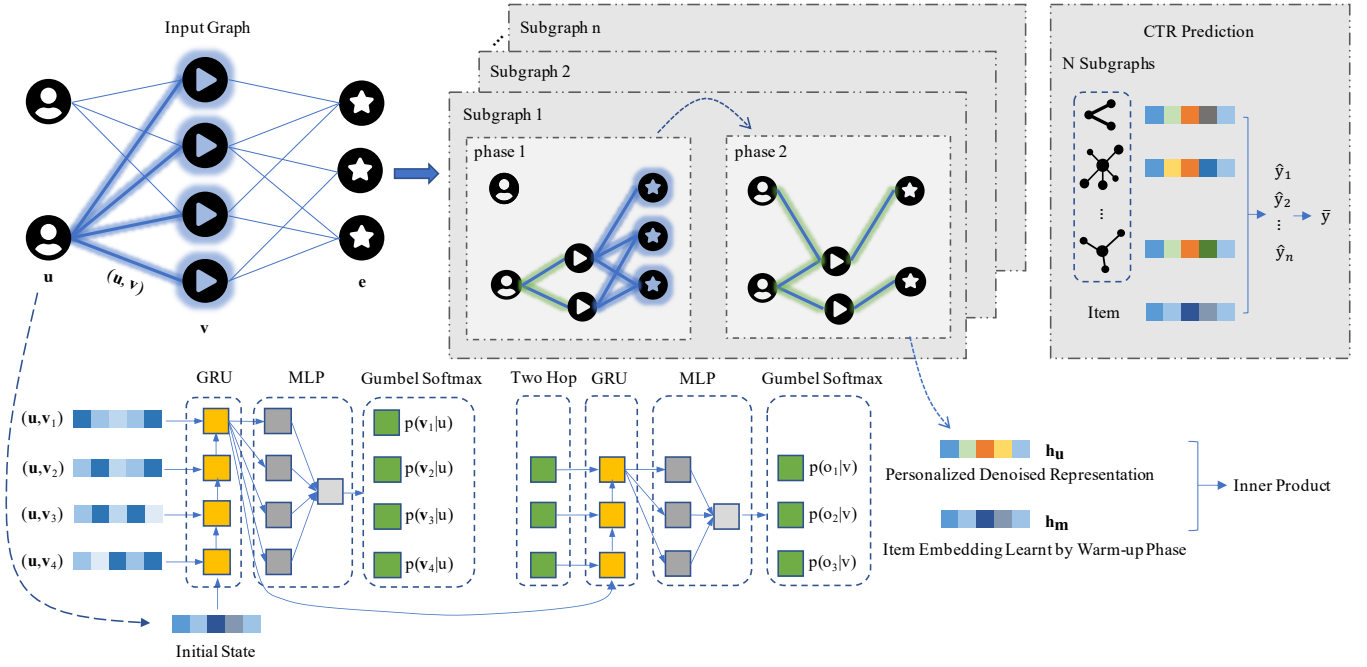 Input Graph
u
(u, v)
v
e
Subgraph n
Subgraph 2
Subgraph 1
phase 1
phase 2
CTR Prediction
N Subgraphs
⋮
Item
ŷ1
ŷ2
⋮
ŷn
ȳ
GRU
MLP
Gumbel Softmax
(u,v1)
(u,v2)
(u,v3)
(u,v4)
p(v1|u)
p(v2|u)
p(v3|u)
p(v4|u)
Initial State
Two Hop
GRU
MLP
Gumbel Softmax
p(o1|v)
p(o2|v)
p(o3|v)
hu
Personalized Denoised Representation
hm
Item Embedding Learnt by Warm-up Phase
Inner Product